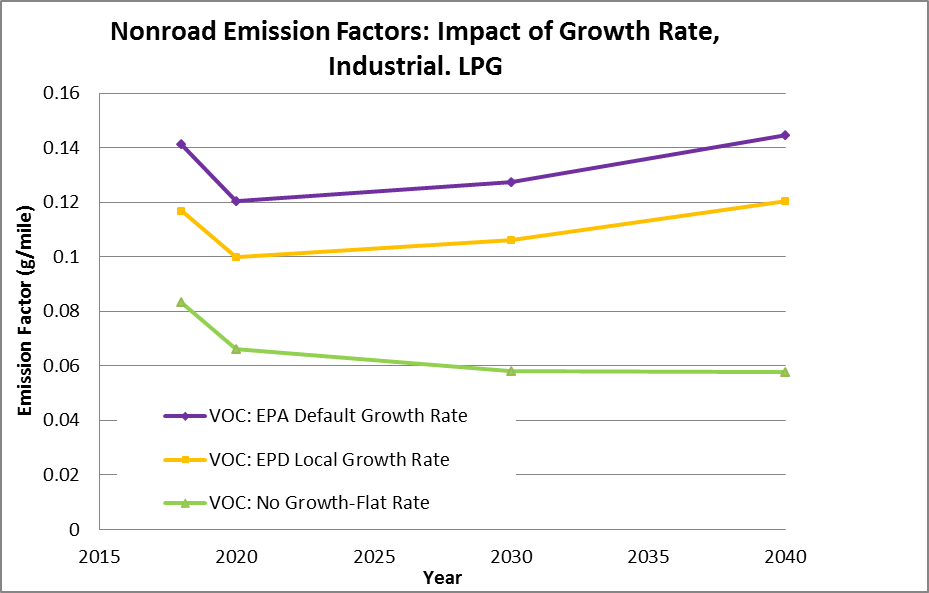 Nonroad Emission Factors: Impact of Growth Rate,
Industrial. LPG
0.16
0.14
0.12
0.1
0.08
0.06
0.04
0.02
0
Emission Factor (g/mile)
VOC: EPA Default Growth Rate
VOC: EPD Local Growth Rate
VOC: No Growth-Flat Rate
2015 2020 2025 2030 2035 2040
Year